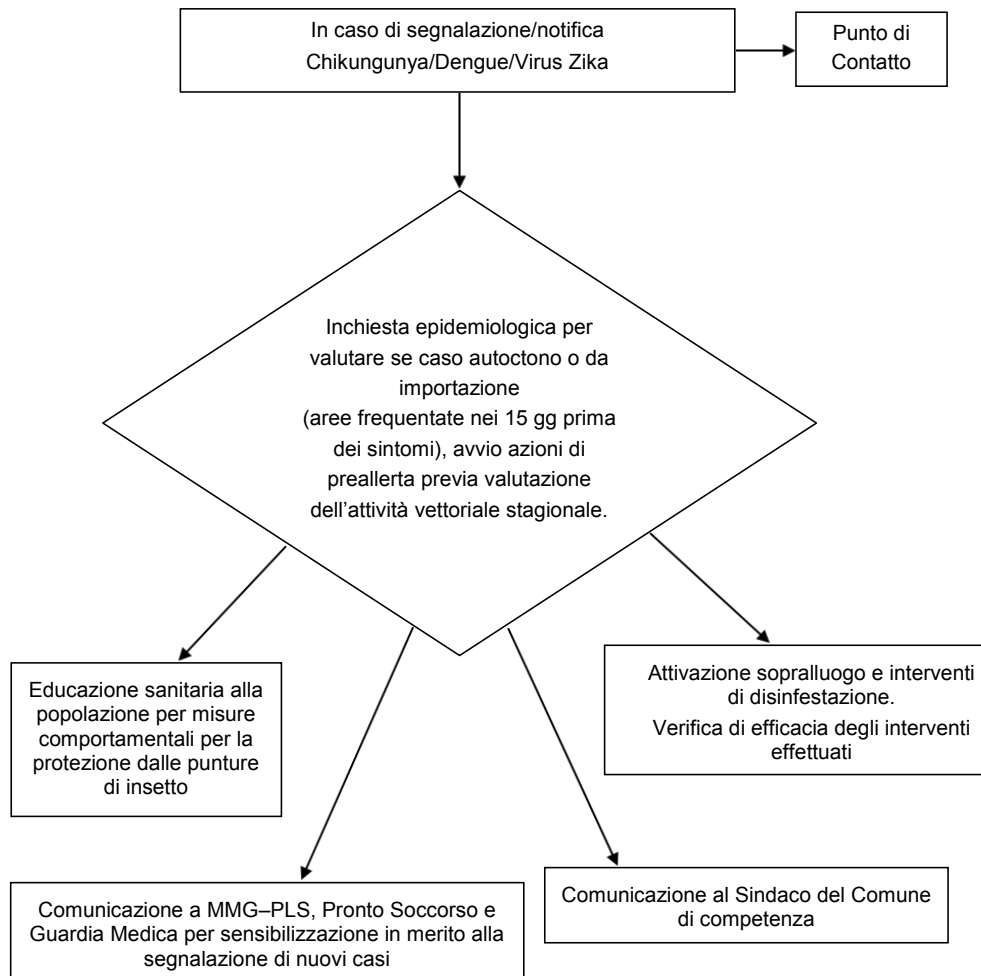 In caso di segnalazione/notifica
Chikungunya/Dengue/Virus Zika
Punto di
Contatto
Inchiesta epidemiologica per
valutare se caso autoctono o da
importazione
(aree frequentate nei 15 gg prima
dei sintomi), avvio azioni di
preallerta previa valutazione
dell’attività vettoriale stagionale.
Educazione sanitaria alla
popolazione per misure
comportamentali per la
protezione dalle punture
di insetto
Attivazione sopralluogo e interventi
di disinfestazione.
Verifica di efficacia degli interventi
effettuati
Comunicazione a MMG–PLS, Pronto Soccorso e
Guardia Medica per sensibilizzazione in merito alla
segnalazione di nuovi casi
Comunicazione al Sindaco del Comune
di competenza